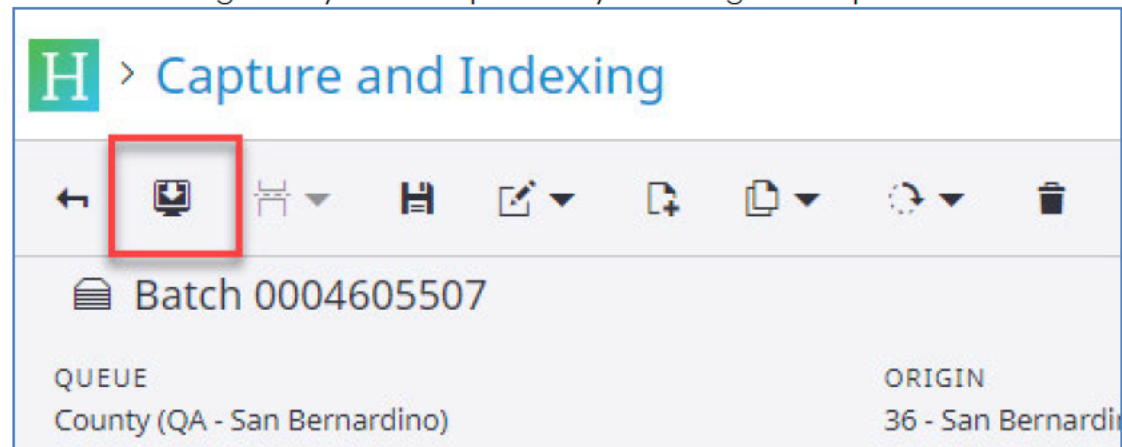 H > Capture and Indexing
Batch 0004605507
QUEUE
ORIGIN
County (QA - San Bernardino)
36 - San Bernardi